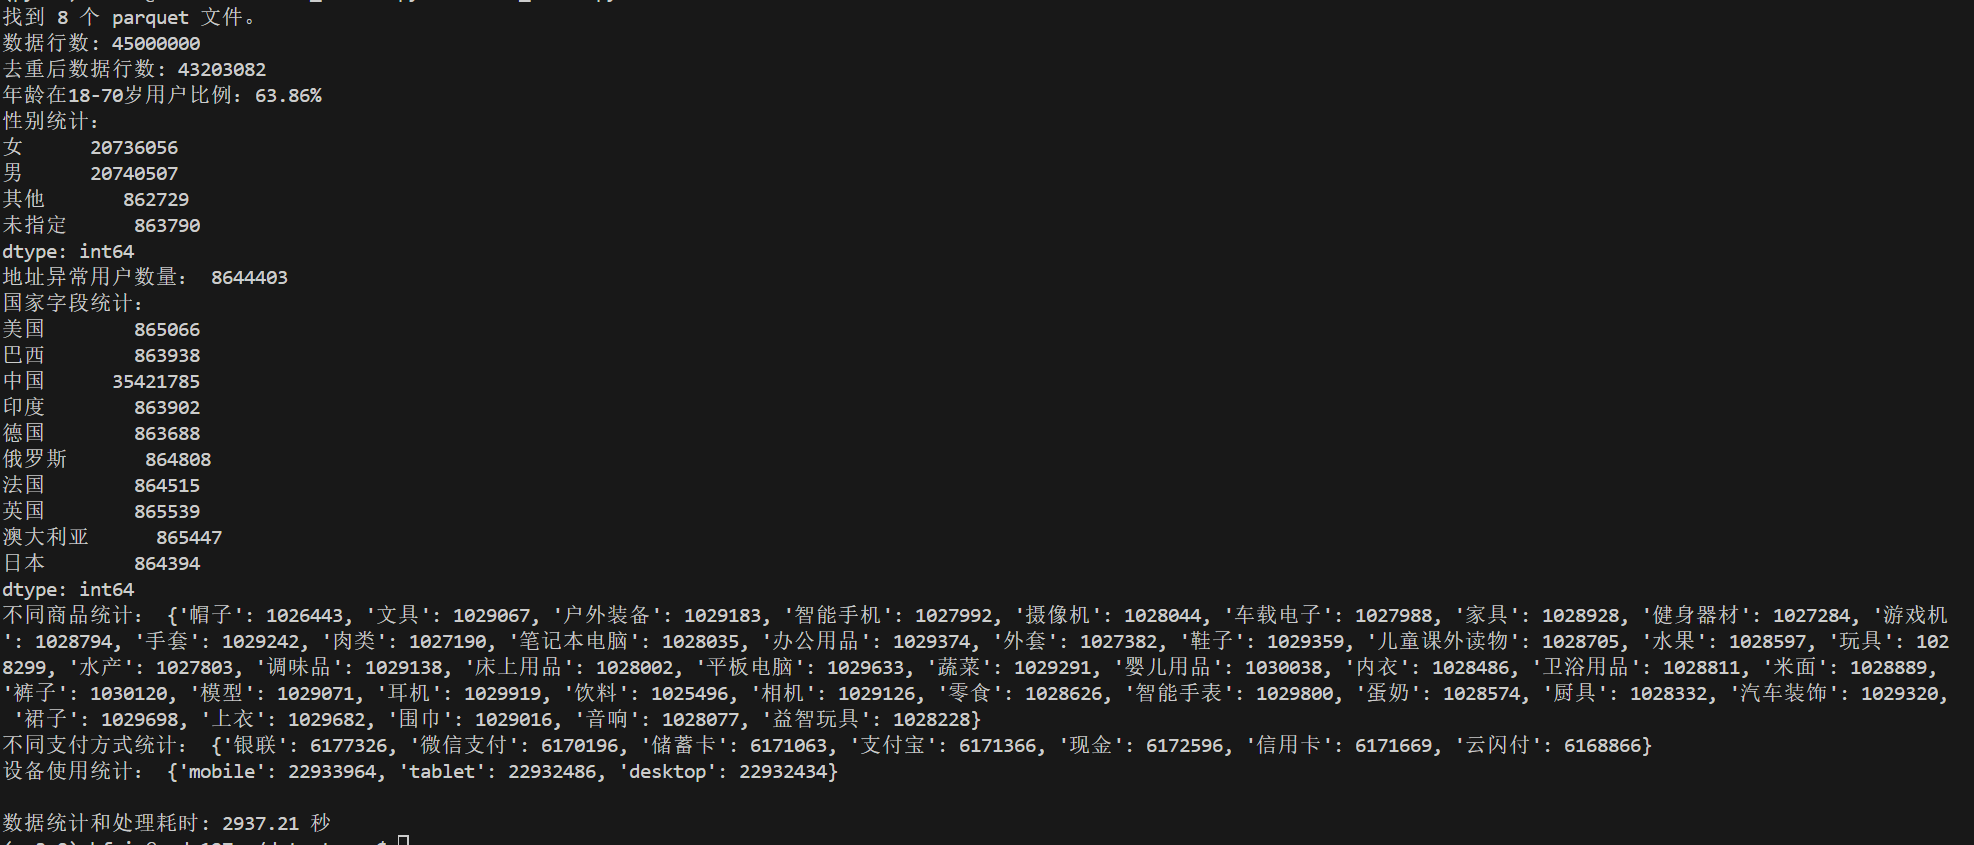 找到 8 个 parquet 文件。
数据行数: 45000000
去重后数据行数: 43203082
年龄在18-70岁用户比例: 63.86%
性别统计:
女 20736056
男 20740507
其他 862729
未指定 863790
dtype: int64
地址异常用户数量: 8644403
国家字段统计:
美国 865066
巴西 863938
中国 35421785
印度 863902
德国 863688
俄罗斯 864808
法国 864515
英国 865539
澳大利亚 865447
日本 864394
dtype: int64
不同商品统计: {'帽子': 1026443, '文具': 1029067, '户外装备': 1029183, '智能手机': 1027992, '摄像机': 1028044, '车载电子': 1027988, '家具': 1028928, '健身器材': 1027284, '游戏机
': 1028794, '手套': 1029242, '肉类': 1027190, '笔记本电脑': 1028035, '办公用品': 1029374, '外套': 1027382, '鞋子': 1029359, '儿童课外读物': 1028705, '水果': 1028597, '玩具': 102
8299, '水产': 1027803, '调味品': 1029138, '床上用品': 1028002, '平板电脑': 1029633, '蔬菜': 1029291, '婴儿用品': 1030038, '内衣': 1028486, '卫浴用品': 1028811, '米面': 1028889,
'裤子': 1030120, '模型': 1029071, '耳机': 1029919, '饮料': 1025496, '相机': 1029126, '零食': 1028626, '智能手表': 1029800, '蛋奶': 1028574, '厨具': 1028332, '汽车装饰': 1029320,
'裙子': 1029698, '上衣': 1029682, '围巾': 1029016, '音响': 1028077, '益智玩具': 1028228}
不同支付方式统计: {'银联': 6177326, '微信支付': 6170196, '储蓄卡': 6171063, '支付宝': 6171366, '现金': 6172596, '信用卡': 6171669, '云闪付': 6168866}
设备使用统计: {'mobile': 22933964, 'tablet': 22932486, 'desktop': 22932434}
数据统计和处理耗时: 2937.21 秒